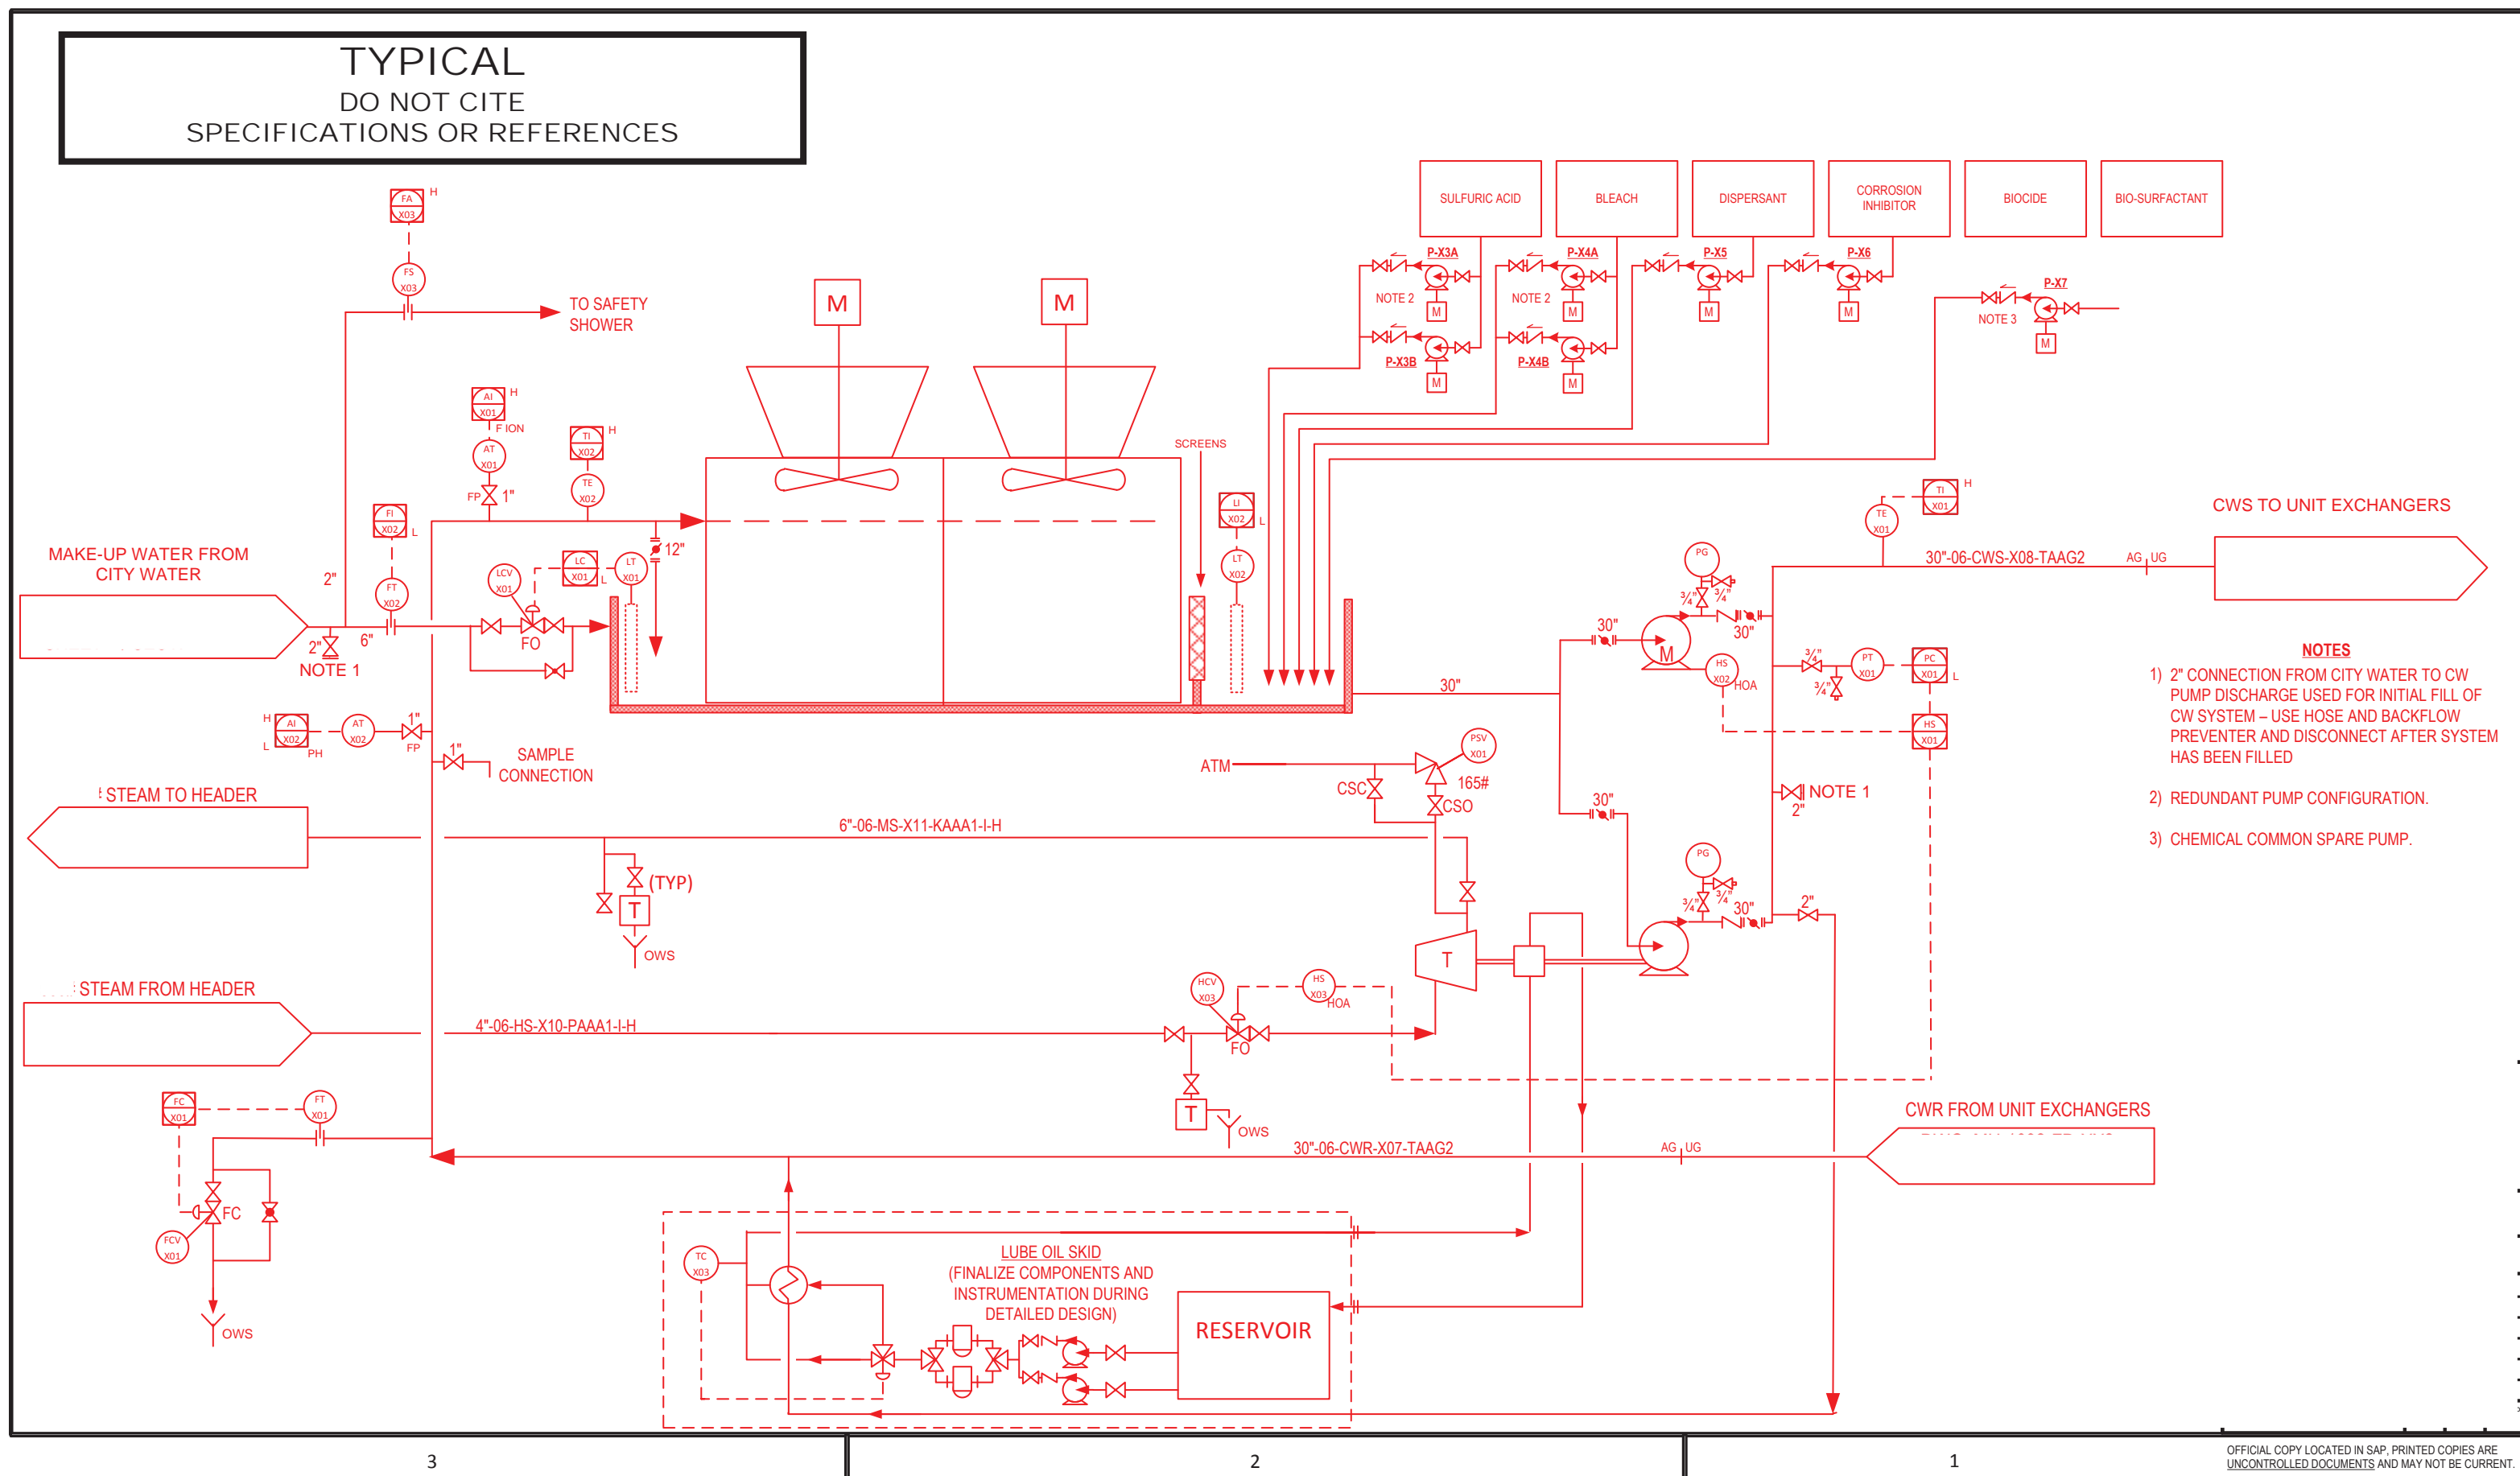 TYPICAL
DO NOT CITE
SPECIFICATIONS OR REFERENCES
SULFURIC ACID
BLEACH
DISPERSANT
CORROSION
INHIBITOR
BIOCIDE
BIO-SURFACTANT
FA
X03
H
FS
X03
TO SAFETY
SHOWER
M
M
P-X3A
NOTE 2
M
P-X3B
M
P-X4A
NOTE 2
M
P-X4B
M
P-X5
M
P-X6
M
P-X7
NOTE 3
M
AI
X01
H
F ION
AT
X01
FP
1"
TI
X02
H
TE
X02
SCREENS
FI
X02
L
FT
X02
LI
X02
L
LT
X02
TI
X01
H
TE
X01
CWS TO UNIT EXCHANGERS
30"-06-CWS-X08-TAAG2
AG
UG
MAKE-UP WATER FROM
CITY WATER
2"
2"
6"
NOTE 1
LCV
X01
FO
LC
X01
L
LT
X01
12"
PG
3/4"
3/4"
30"
30"
M
HS
X02
HOA
3/4"
3/4"
PT
X01
PC
X01
L
HS
X01
30"
NOTES
1) 2" CONNECTION FROM CITY WATER TO CW
PUMP DISCHARGE USED FOR INITIAL FILL OF
CW SYSTEM – USE HOSE AND BACKFLOW
PREVENTER AND DISCONNECT AFTER SYSTEM
HAS BEEN FILLED
2) REDUNDANT PUMP CONFIGURATION.
3) CHEMICAL COMMON SPARE PUMP.
H
AI
X02
L
PH
AT
X02
1"
FP
1"
SAMPLE
CONNECTION
ATM
PSV
X01
165#
CSC
CSO
30"
NOTE 1
2"
STEAM TO HEADER
6"-06-MS-X11-KAAA1-I-H
(TYP)
T
OWS
PG
3/4"
3/4"
30"
2"
T
STEAM FROM HEADER
4"-06-HS-X10-PAAA1-I-H
HCV
X03
FO
HS
X03
HOA
T
OWS
FC
X01
FT
X01
FC
FCV
X01
OWS
CWR FROM UNIT EXCHANGERS
30"-06-CWR-X07-TAAG2
AG
UG
TC
X03
LUBE OIL SKID
(FINALIZE COMPONENTS AND
INSTRUMENTATION DURING
DETAILED DESIGN)
RESERVOIR
3
2
1
OFFICIAL COPY LOCATED IN SAP, PRINTED COPIES ARE
UNCONTROLLED DOCUMENTS AND MAY NOT BE CURRENT.